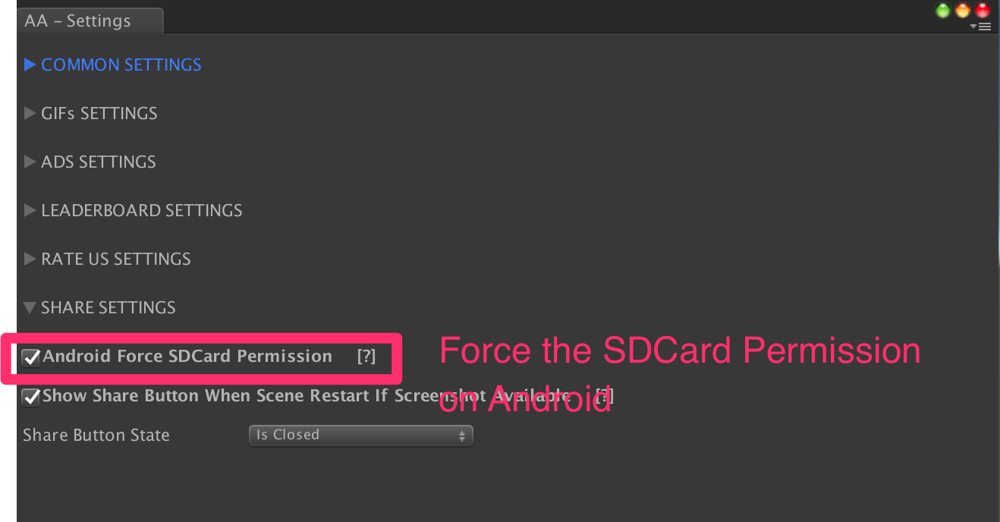 AA – Settings
COMMON SETTINGS
GIFs SETTINGS
ADS SETTINGS
LEADERBOARD SETTINGS
RATE US SETTINGS
SHARE SETTINGS
Android Force SDCard Permission [?]
Force the SDCard Permission
on Android
Show Share Button When Scene Restart If Screenshot Available [?]
Share Button State Is Closed